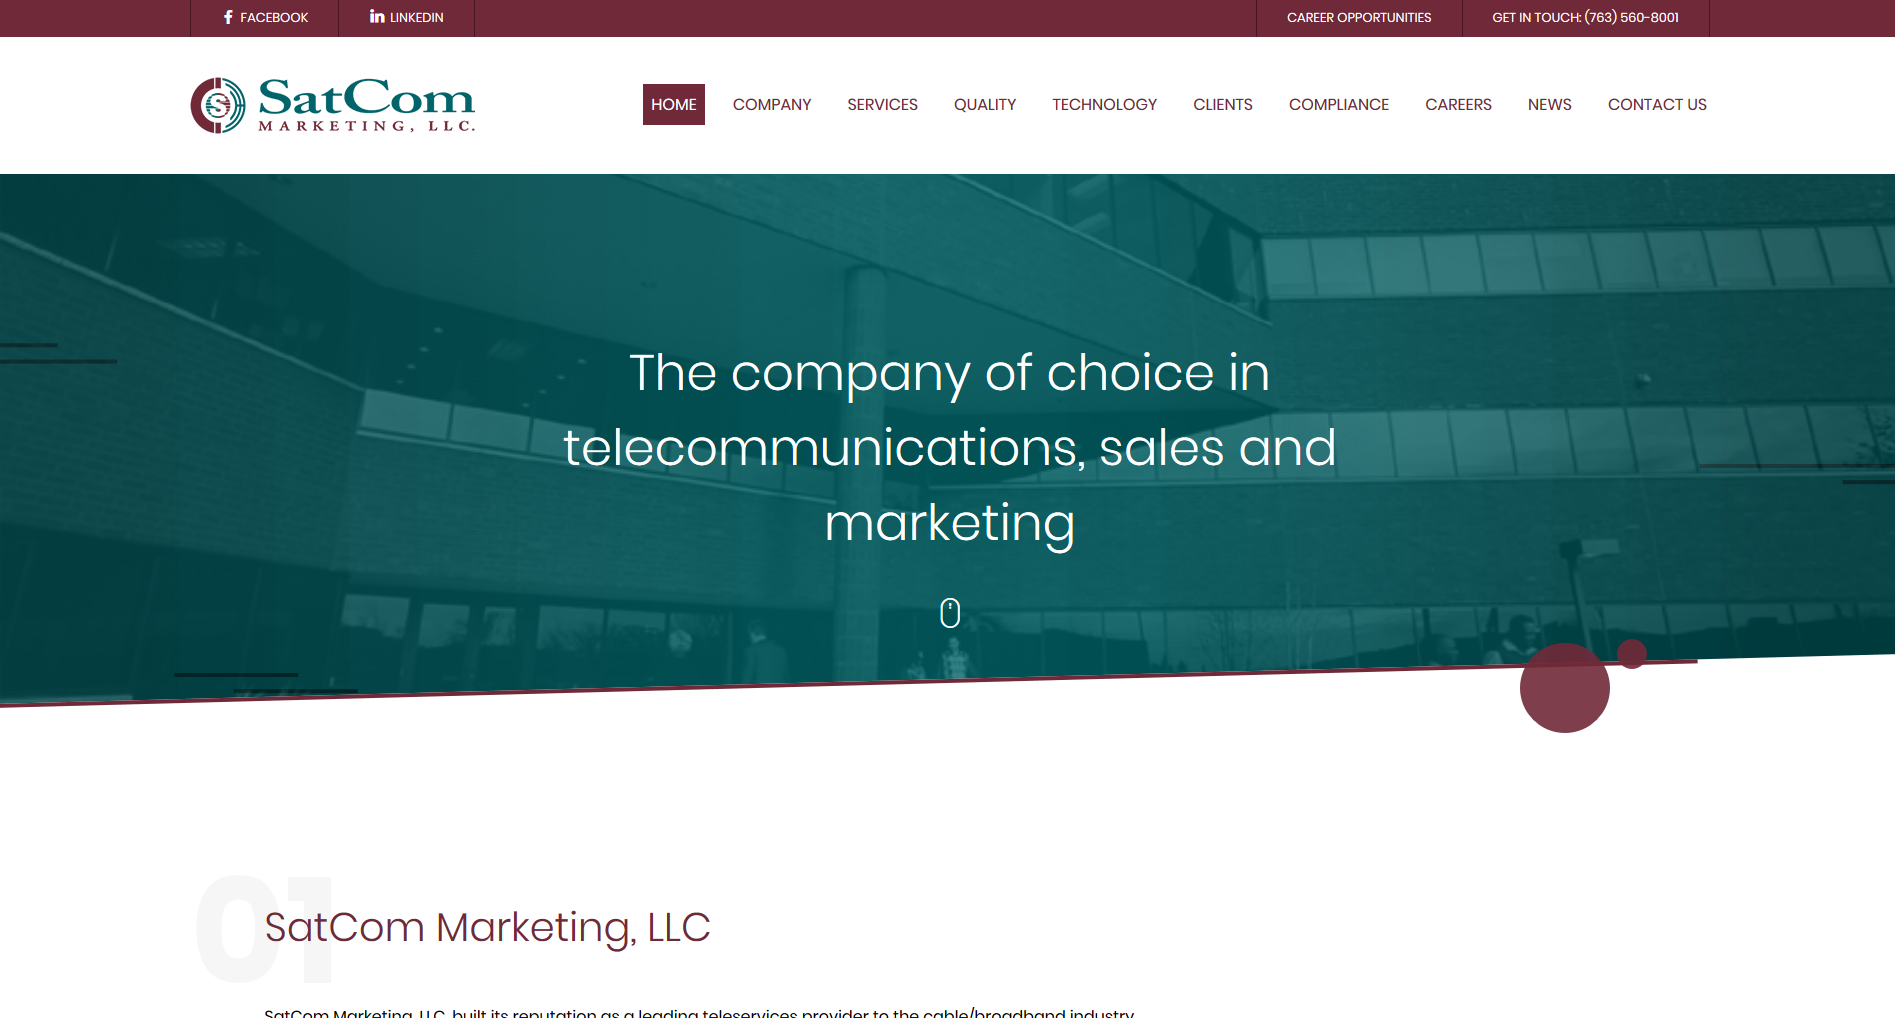 FACEBOOK
LINKEDIN
CAREER OPPORTUNITIES
GET IN TOUCH: (763) 560-8001
SatCom
MARKETING, LLC.
HOME
COMPANY
SERVICES
QUALITY
TECHNOLOGY
CLIENTS
COMPLIANCE
CAREERS
NEWS
CONTACT US
The company of choice in
telecommunications, sales and
marketing
01
SatCom Marketing, LLC
SatCom Marketing, LLC, built its reputation as a leading teleservices provider to the cable/broadband industry